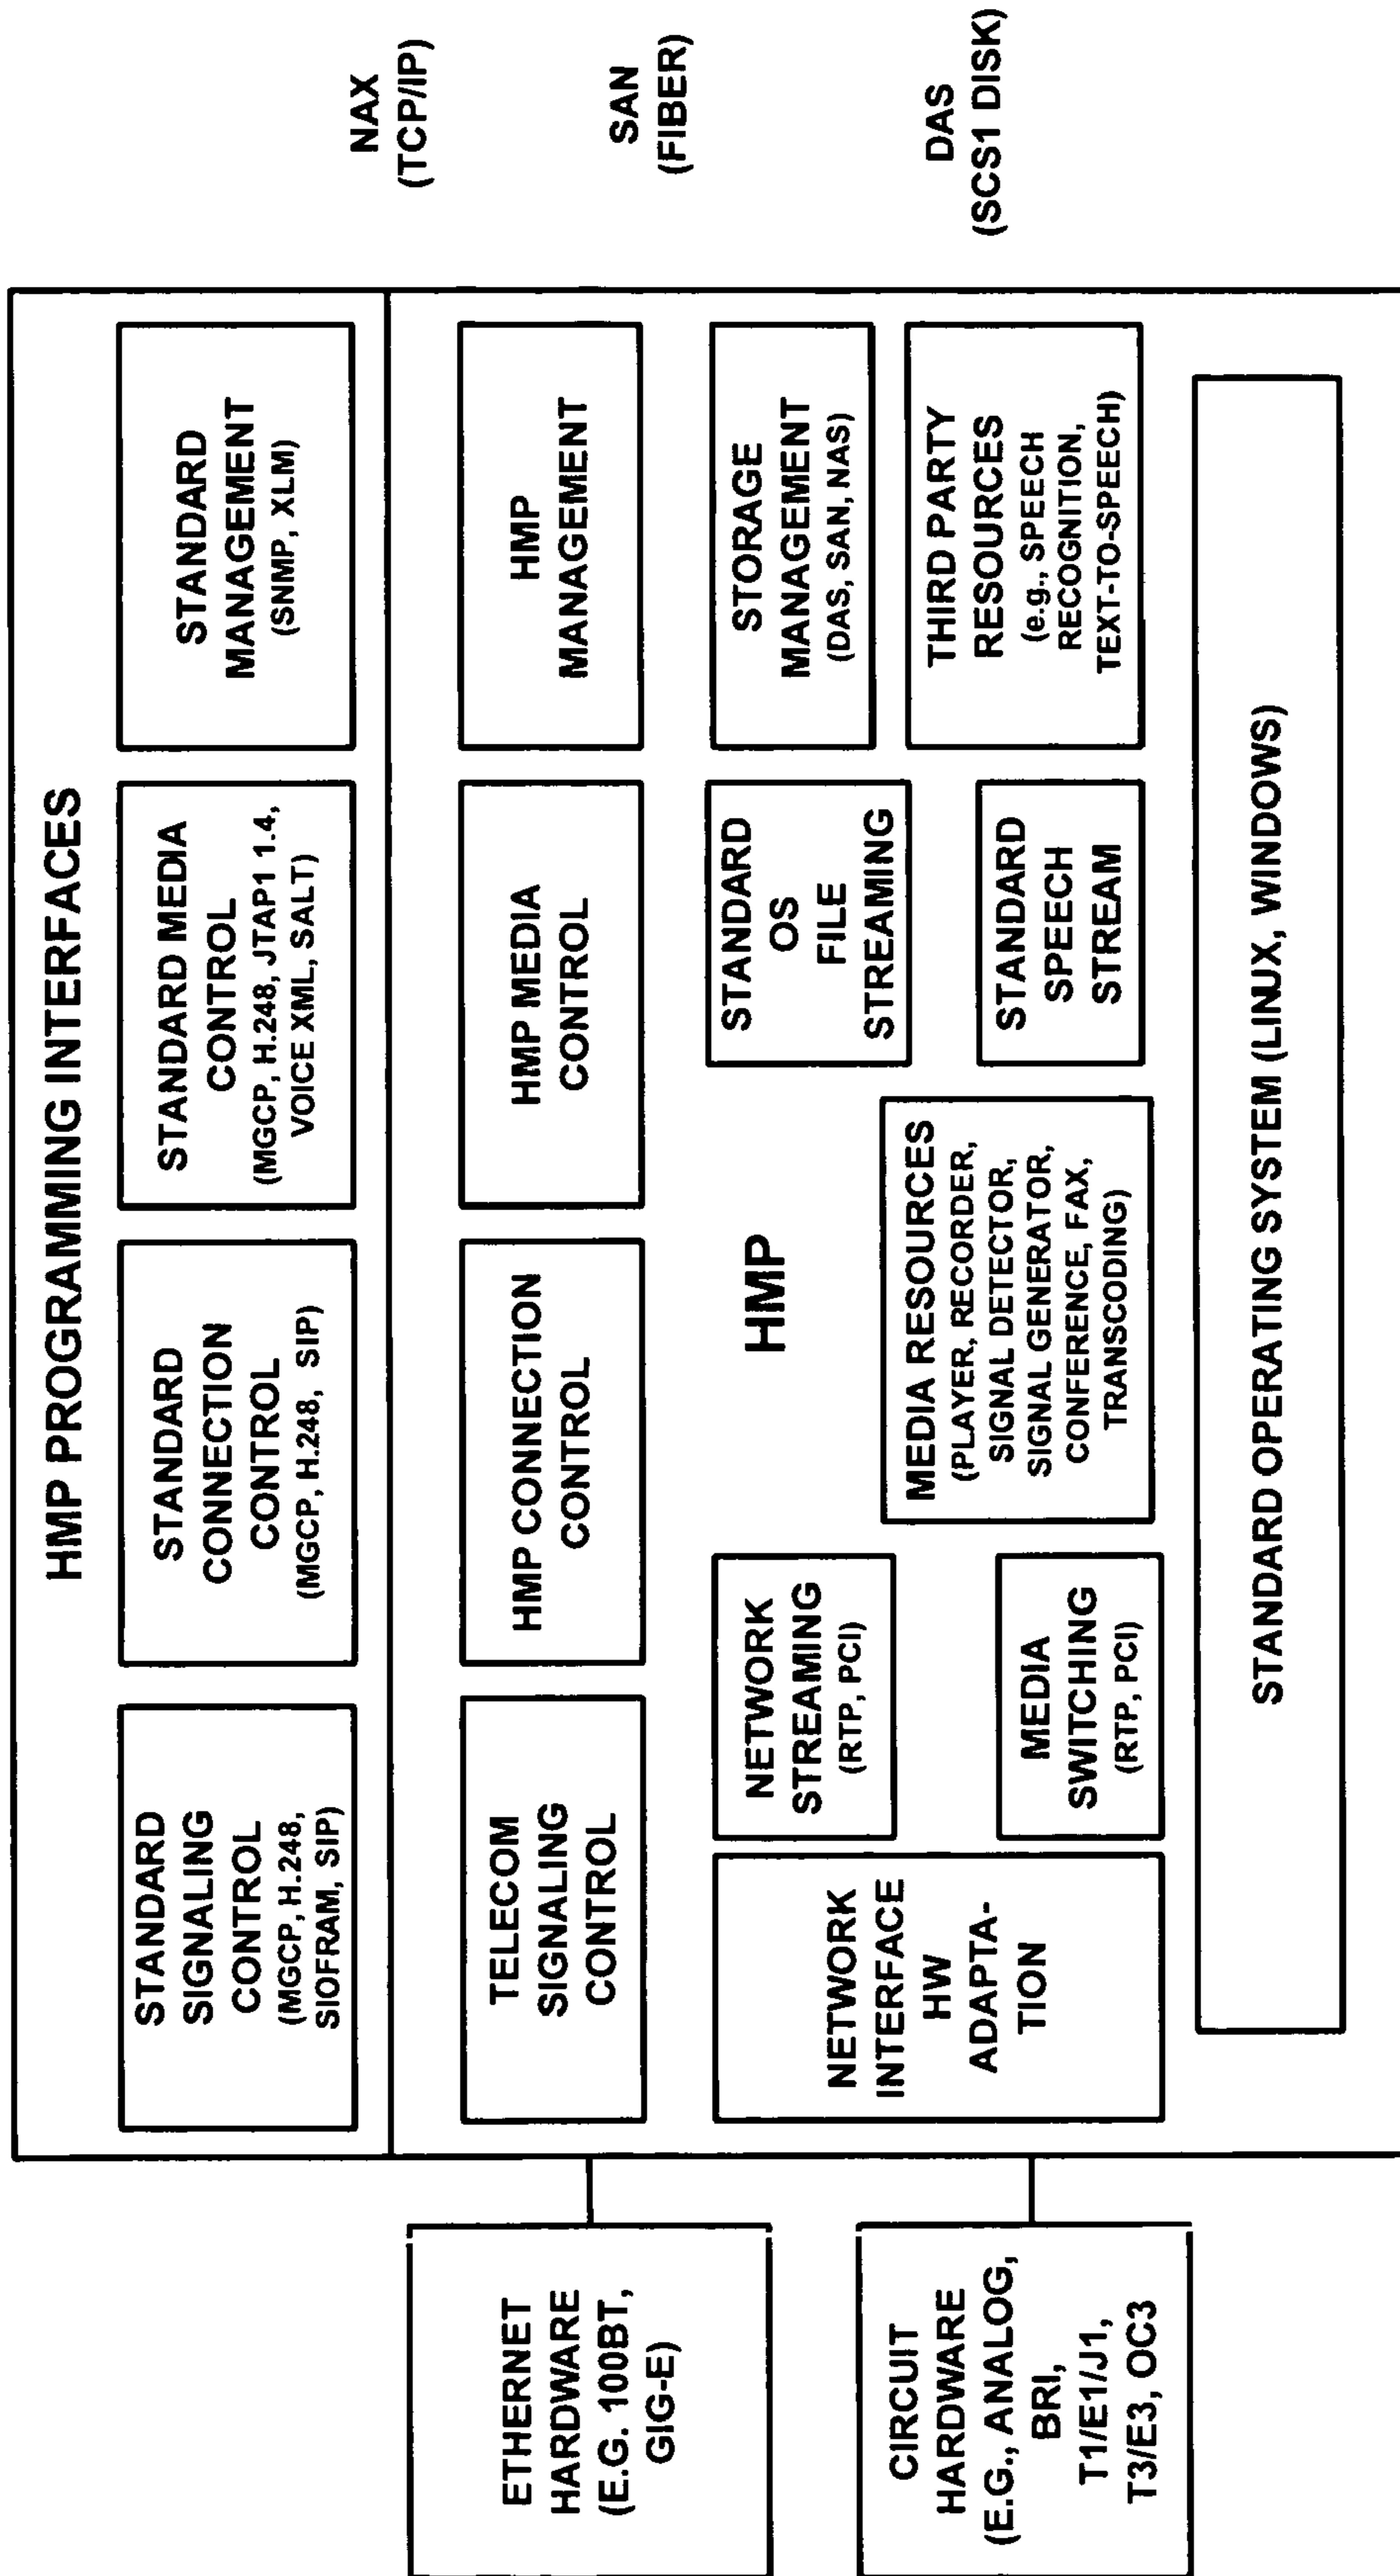 HMP PROGRAMMING INTERFACES
STANDARD
SIGNALING
CONTROL
(MGCP, H.248,
SIOFRAM, SIP)
STANDARD
CONNECTION
CONTROL
(MGCP, H.248, SIP)
STANDARD MEDIA
CONTROL
(MGCP, H.248, JTAP1 1.4,
VOICE XML, SALT)
STANDARD
MANAGEMENT
(SNMP, XLM)
TELECOM
SIGNALING
CONTROL
HMP CONNECTION
CONTROL
HMP MEDIA
CONTROL
HMP
MANAGEMENT
NETWORK
INTERFACE
HW
ADAPTA-
TION
NETWORK
STREAMING
(RTP, PCI)
MEDIA
SWITCHING
(RTP, PCI)
HMP
MEDIA RESOURCES
(PLAYER, RECORDER,
SIGNAL DETECTOR,
SIGNAL GENERATOR,
CONFERENCE, FAX,
TRANSCODING)
STANDARD
OS
FILE
STREAMING
STANDARD
SPEECH
STREAM
STORAGE
MANAGEMENT
(DAS, SAN, NAS)
THIRD PARTY
RESOURCES
(e.g., SPEECH
RECOGNITION,
TEXT-TO-SPEECH)
STANDARD OPERATING SYSTEM (LINUX, WINDOWS)
ETHERNET
HARDWARE
(E.G. 100BT,
GIG-E)
CIRCUIT
HARDWARE
(E.G., ANALOG,
BRI,
T1/E1/J1,
T3/E3, OC3
NAX
(TCP/IP)
SAN
(FIBER)
DAS
(SCS1 DISK)